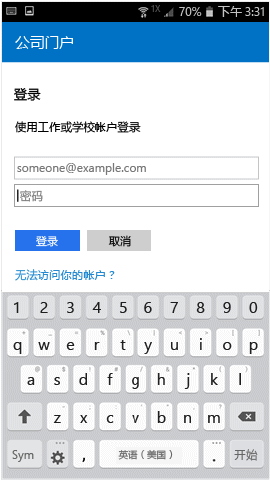 1X 70% 下午 3:31
公司门户
登录
使用工作或学校帐户登录
someone@example.com
密码
登录 取消
无法访问你的帐户？
1 2 3 4 5 6 7 8 9 0
q w e r t y u i o p
a s d f g h j k l
z x c v b n m
Sym , 英语（美国） . 开始